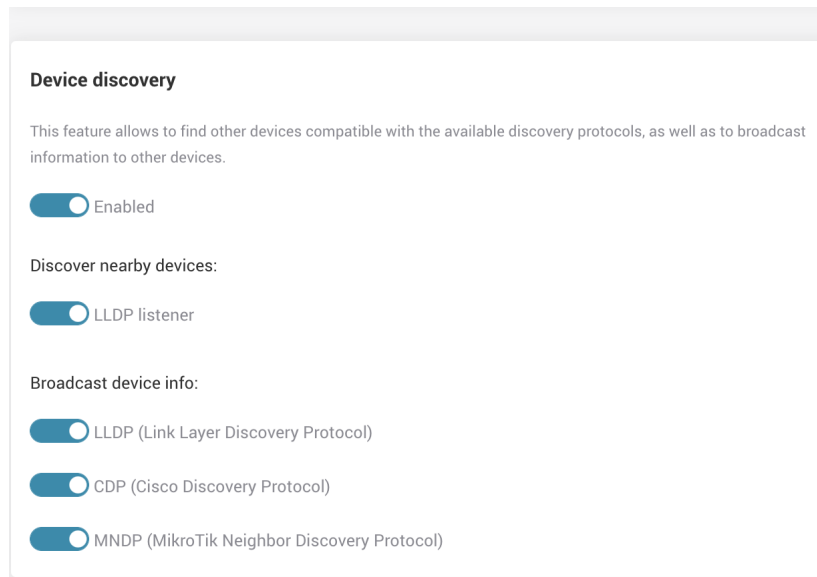 Device discovery
This feature allows to find other devices compatible with the available discovery protocols, as well as to broadcast
information to other devices.
Enabled
Discover nearby devices:
LLDP listener
Broadcast device info:
LLDP (Link Layer Discovery Protocol)
CDP (Cisco Discovery Protocol)
MNDP (MikroTik Neighbor Discovery Protocol)